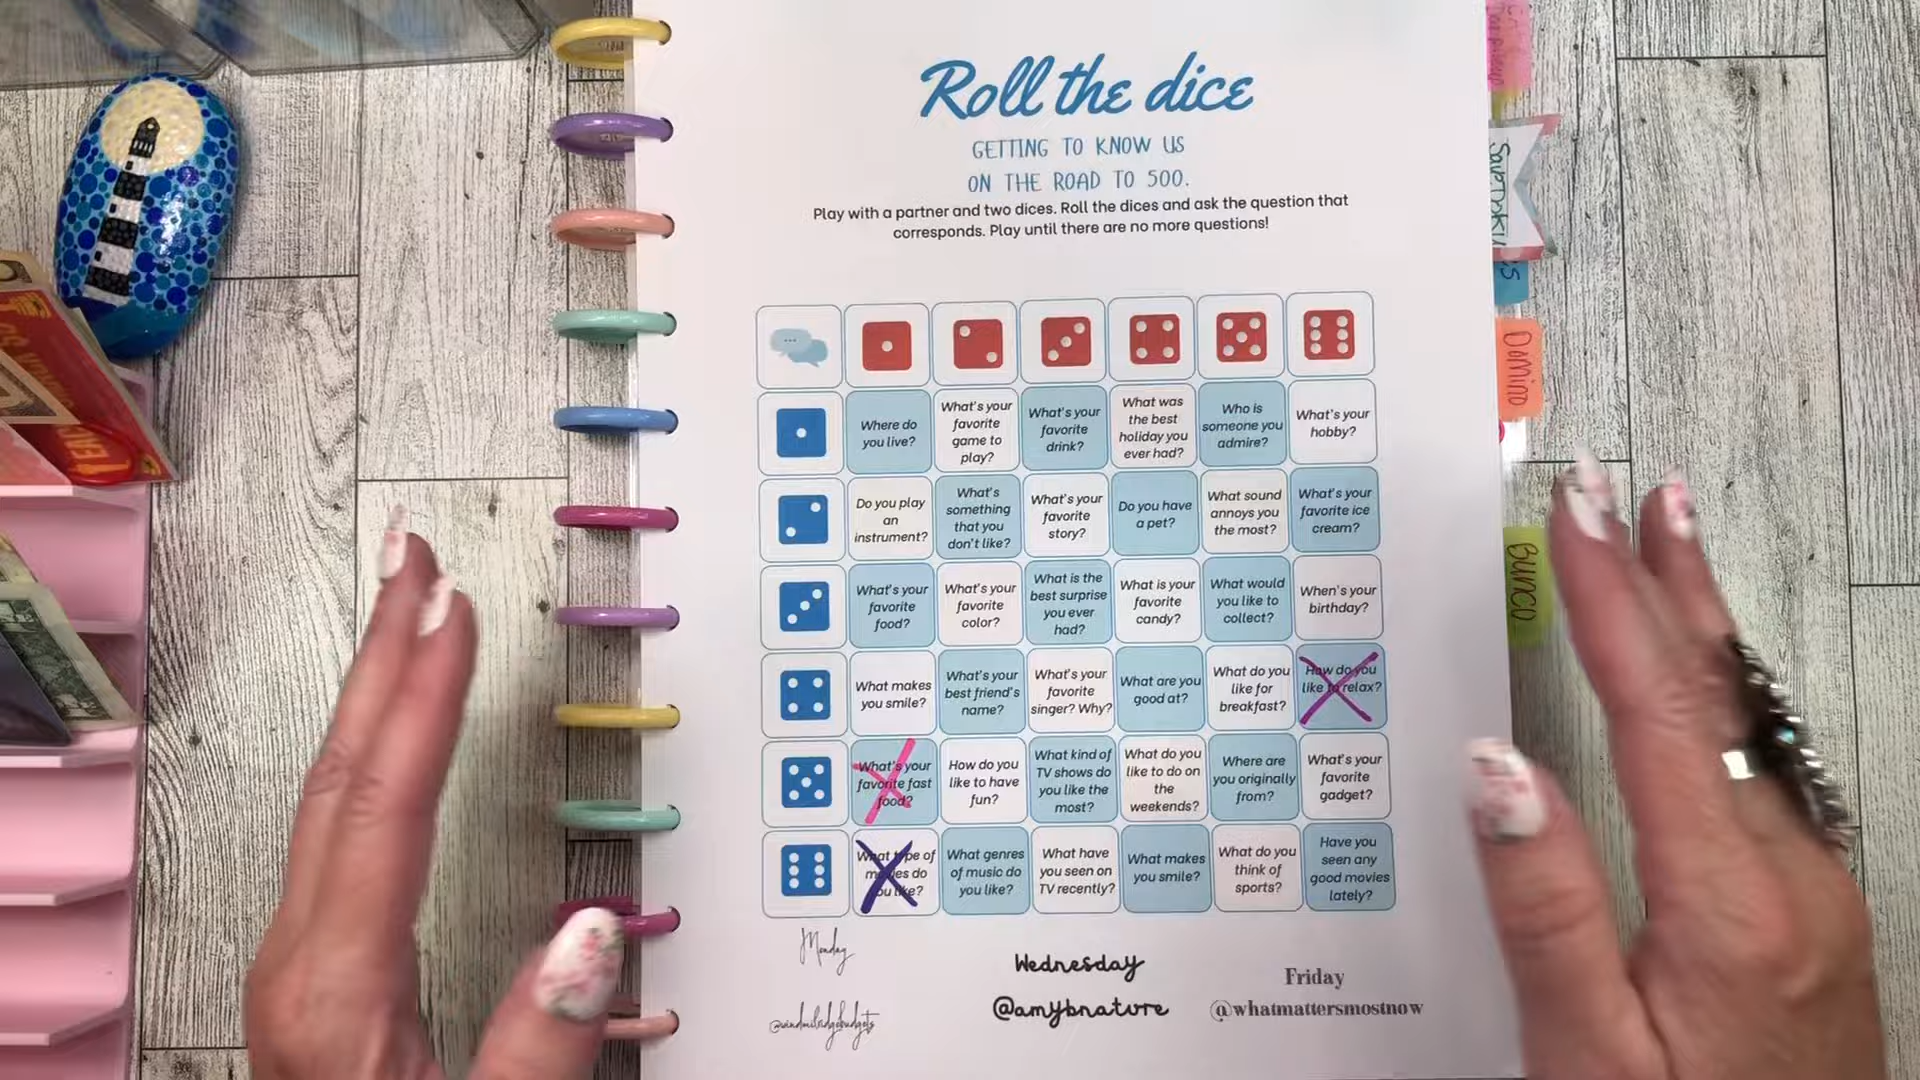 Roll the dice
GETTING TO KNOW US
ON THE ROAD TO 500.
Play with a partner and two dices. Roll the dices and ask the question that
corresponds. Play until there are no more questions!
Where do
you live?
What's your
favorite
game to
play?
What's your
favorite
drink?
What was
the best
holiday you
ever had?
Who is
someone you
admire?
What's your
hobby?
Do you play
an
instrument?
What's
something
that you
don't like?
What's your
favorite
story?
Do you have
a pet?
What sound
annoys you
the most?
What's your
favorite ice
cream?
What's your
favorite
food?
What's your
favorite
color?
What is the
best surprise
you ever
had?
What is your
favorite
candy?
What would
you like to
collect?
When's your
birthday?
What makes
you smile?
What's your
best friend's
name?
What's your
favorite
singer? Why?
What are you
good at?
What do you
like for
breakfast?
How do you
like to relax?
What's your
favorite fast
food?
How do you
like to have
fun?
What kind of
TV shows do
you like the
most?
What do you
like to do on
the
weekends?
Where are
you originally
from?
What's your
favorite
gadget?
What type of
movies do
you like?
What genres
of music do
you like?
What have
you seen on
TV recently?
What makes
you smile?
What do you
think of
sports?
Have you
seen any
good movies
lately?
Monday
Wednesday
@amybnature
Friday
@whatmattersmostnow
Domino
Bunco